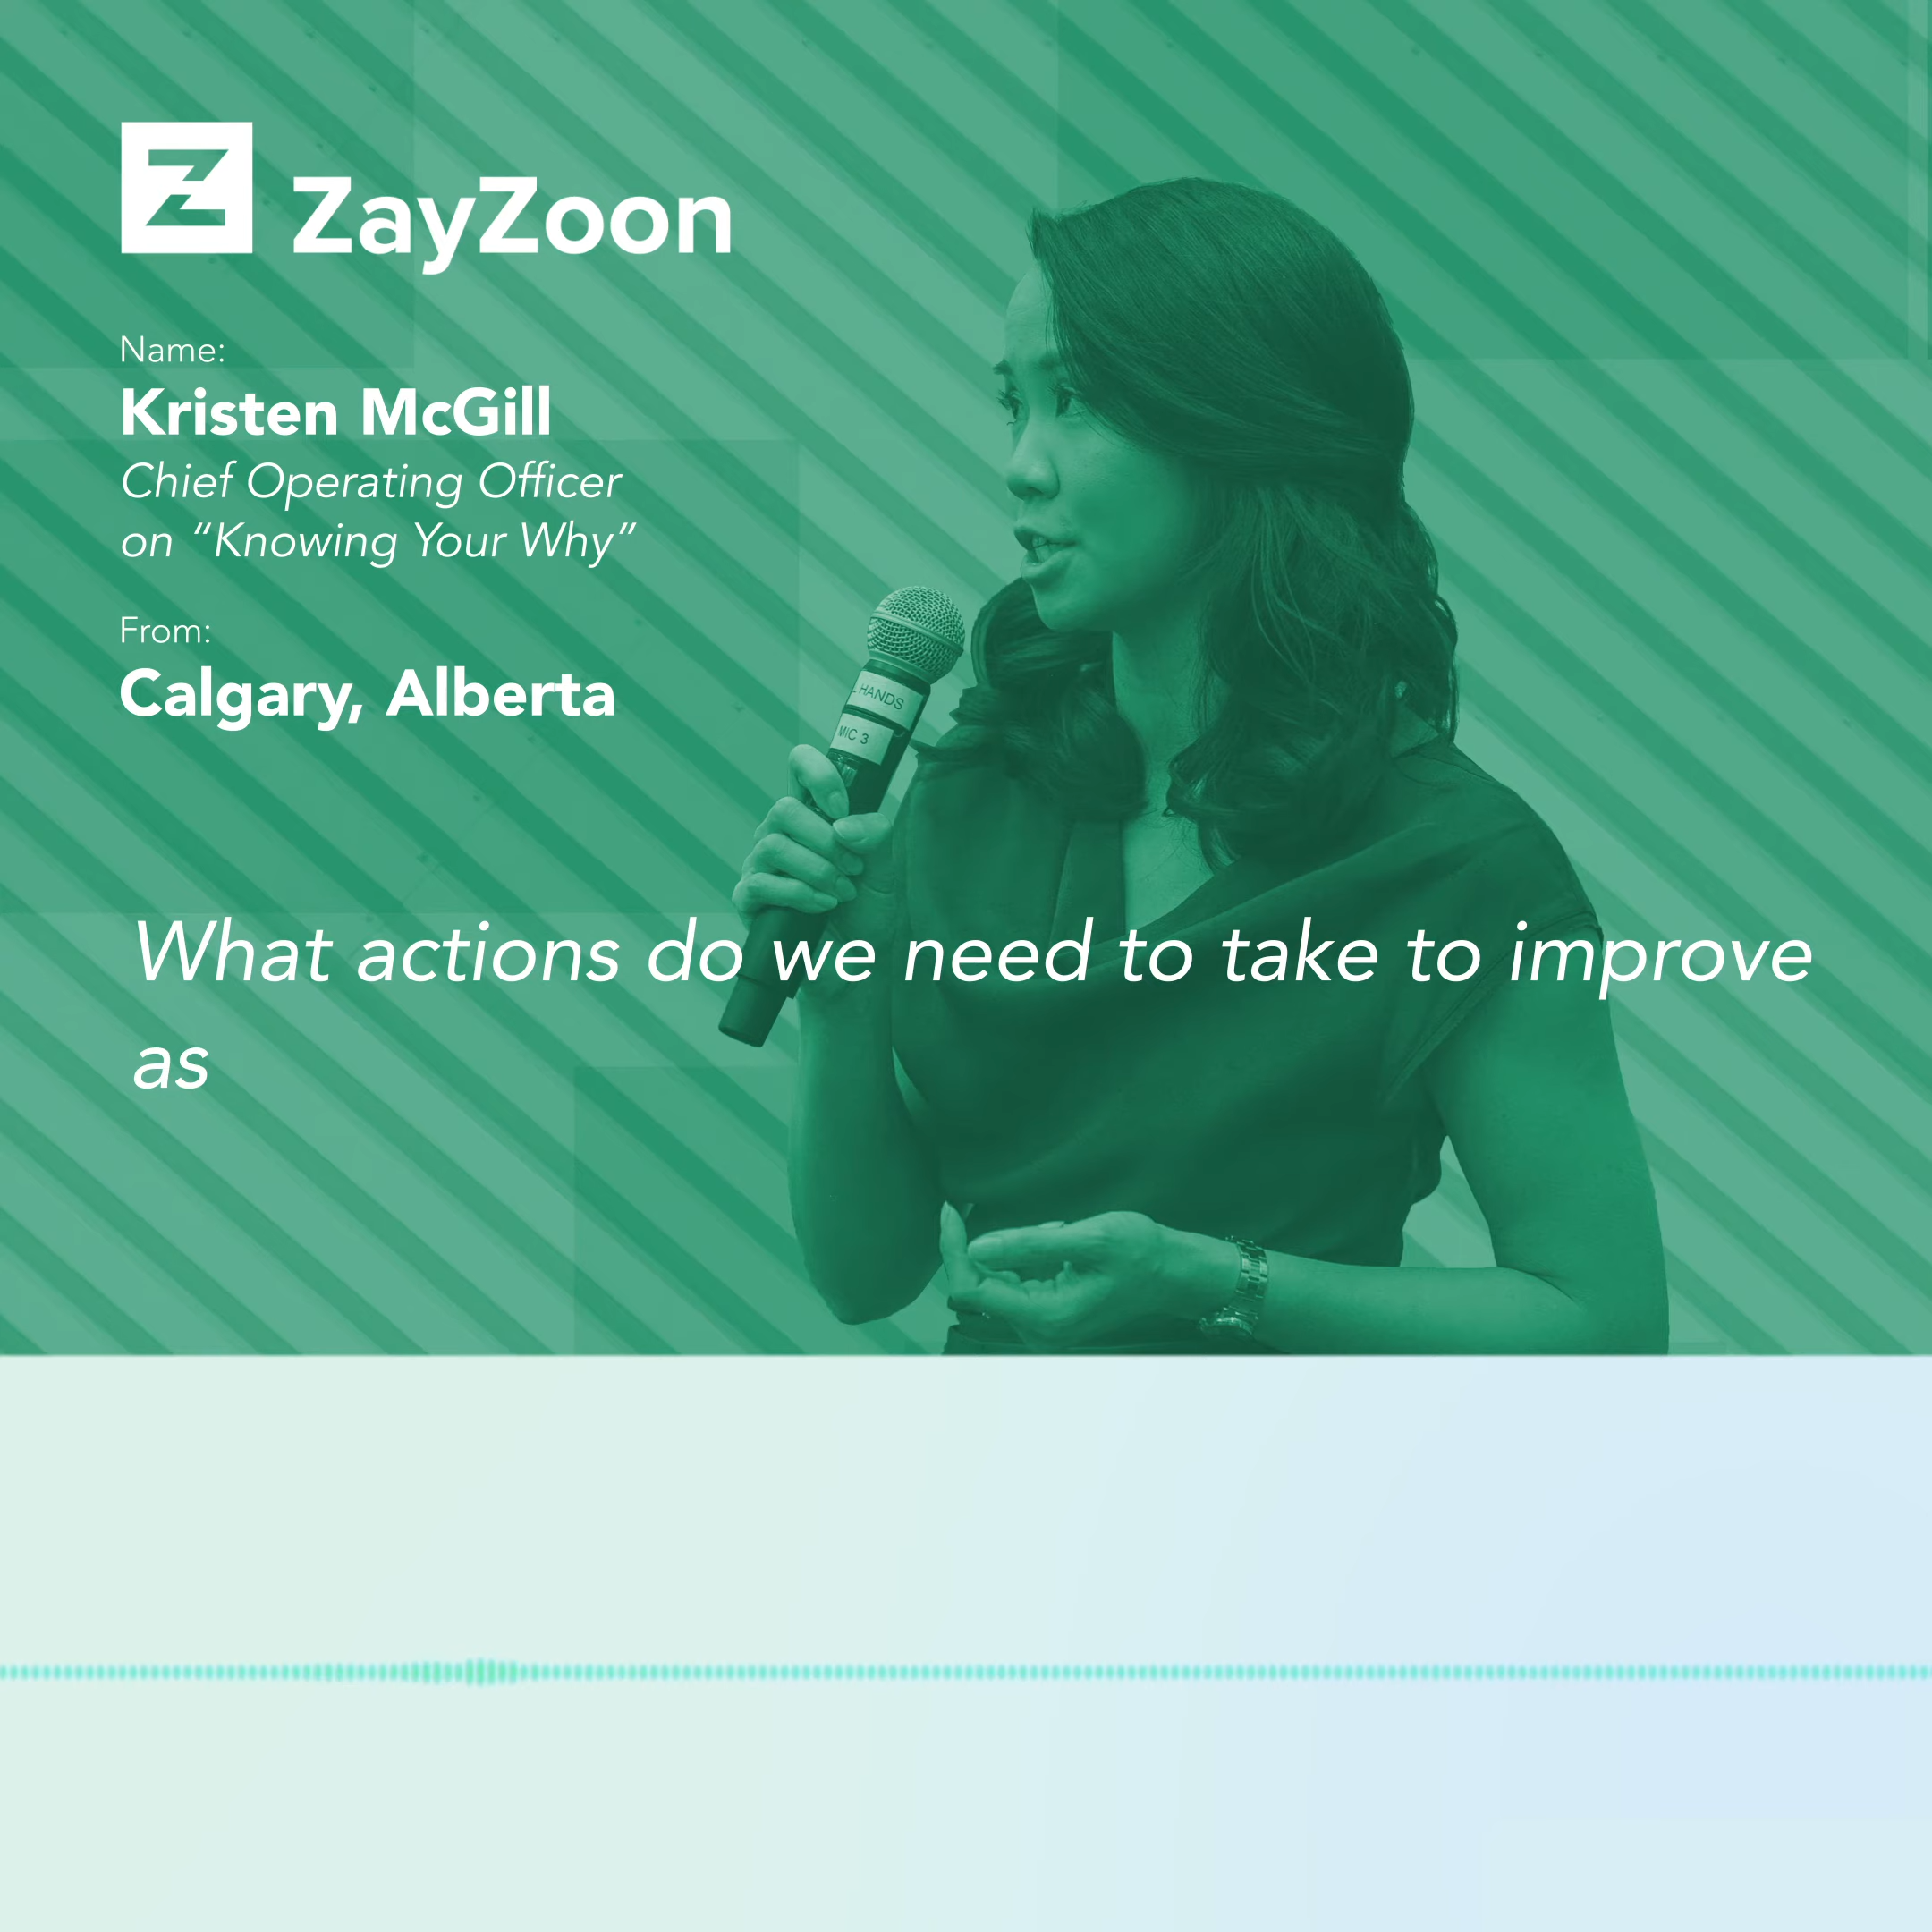 ZayZoon
Name:
Kristen McGill
Chief Operating Officer
on “Knowing Your Why”
From:
Calgary, Alberta
L HANDS
MIC 3
What actions do we need to take to improve
as